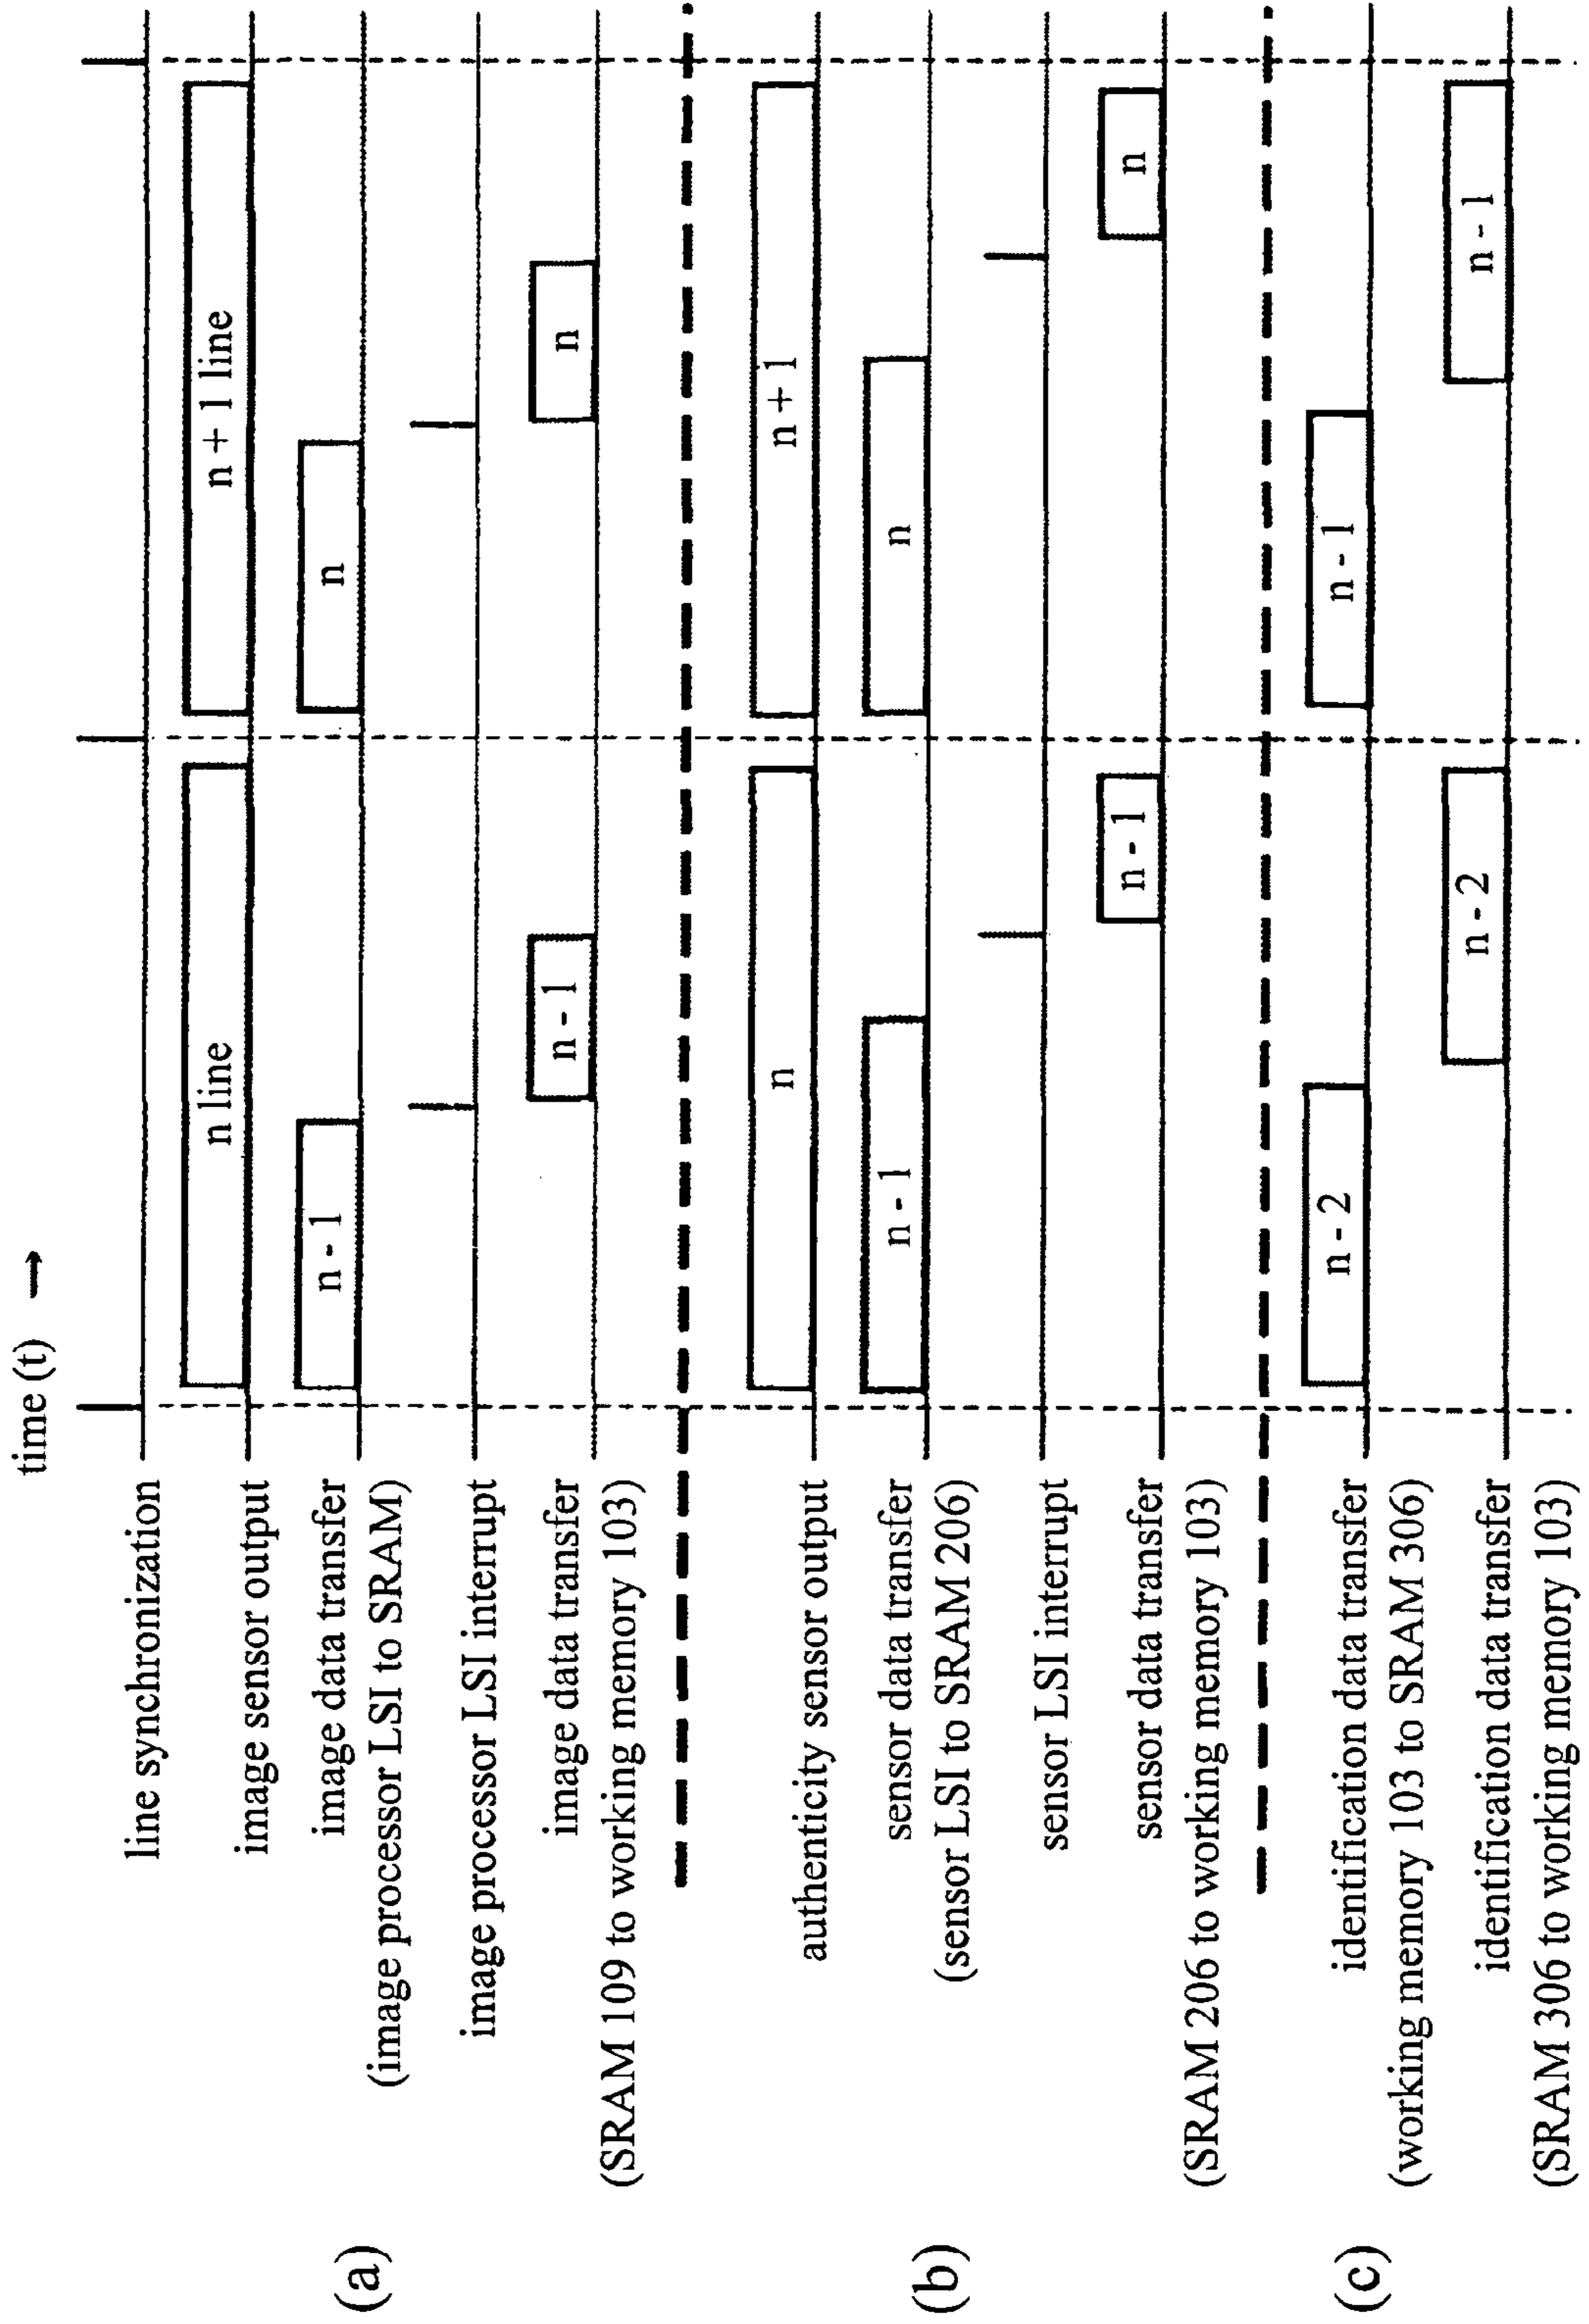 time (t) →
line synchronization
(a)
image sensor output
n line
n + 1 line
image data transfer
(image processor LSI to SRAM)
n - 1
n
image processor LSI interrupt
image data transfer
(SRAM 109 to working memory 103)
n - 1
n
(b)
authenticity sensor output
n
n + 1
sensor data transfer
(sensor LSI to SRAM 206)
n - 1
n
sensor LSI interrupt
sensor data transfer
(SRAM 206 to working memory 103)
n - 1
n
(c)
identification data transfer
(working memory 103 to SRAM 306)
n - 2
n - 1
identification data transfer
(SRAM 306 to working memory 103)
n - 2
n - 1